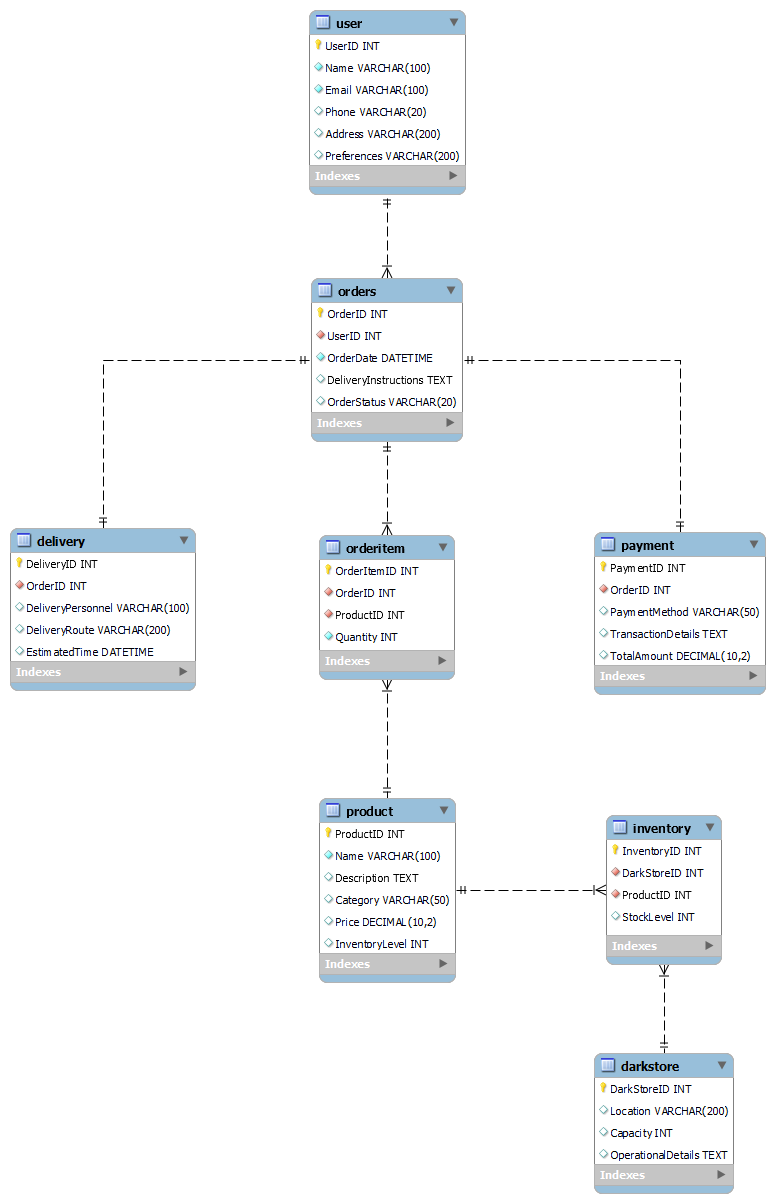 user
UserID INT
Name VARCHAR(100)
Email VARCHAR(100)
Phone VARCHAR(20)
Address VARCHAR(200)
Preferences VARCHAR(200)
Indexes
orders
OrderID INT
UserID INT
OrderDate DATETIME
DeliveryInstructions TEXT
OrderStatus VARCHAR(20)
Indexes
delivery
DeliveryID INT
OrderID INT
DeliveryPersonnel VARCHAR(100)
DeliveryRoute VARCHAR(200)
EstimatedTime DATETIME
Indexes
orderitem
OrderItemID INT
OrderID INT
ProductID INT
Quantity INT
Indexes
payment
PaymentID INT
OrderID INT
PaymentMethod VARCHAR(50)
TransactionDetails TEXT
TotalAmount DECIMAL(10,2)
Indexes
product
ProductID INT
Name VARCHAR(100)
Description TEXT
Category VARCHAR(50)
Price DECIMAL(10,2)
InventoryLevel INT
Indexes
inventory
InventoryID INT
DarkStoreID INT
ProductID INT
StockLevel INT
Indexes
darkstore
DarkStoreID INT
Location VARCHAR(200)
Capacity INT
OperationalDetails TEXT
Indexes